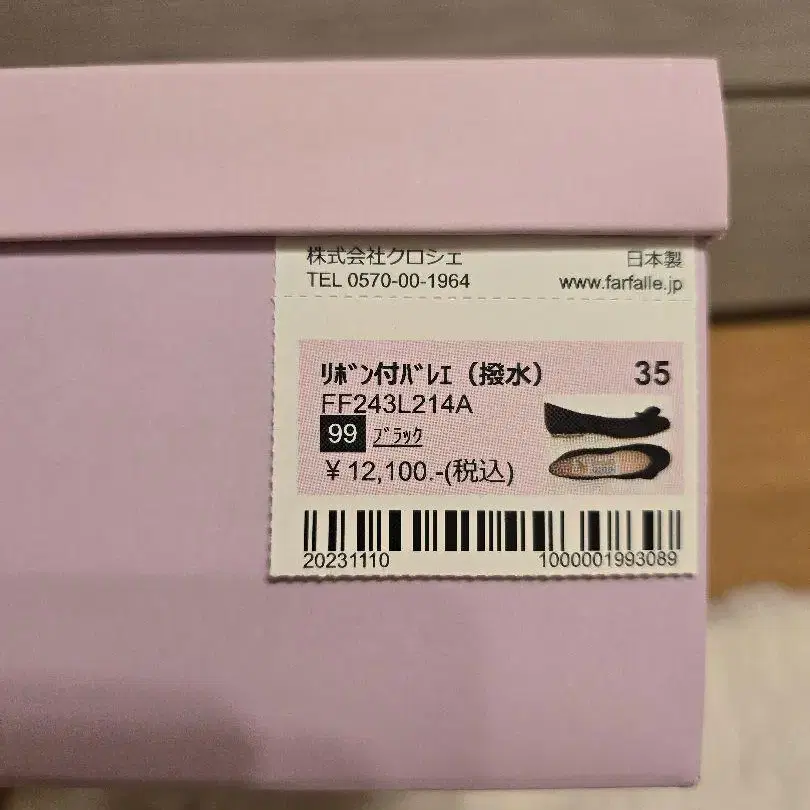 株式会社クロシェ 日本製
TEL 0570-00-1964 www.farfalle.jp
ﾘﾎﾞﾝ付ﾊﾞﾚｴ（撥水） 35
FF243L214A
99 ﾌﾞﾗｯｸ
￥12,100.-(税込)
20231110 1000001993089